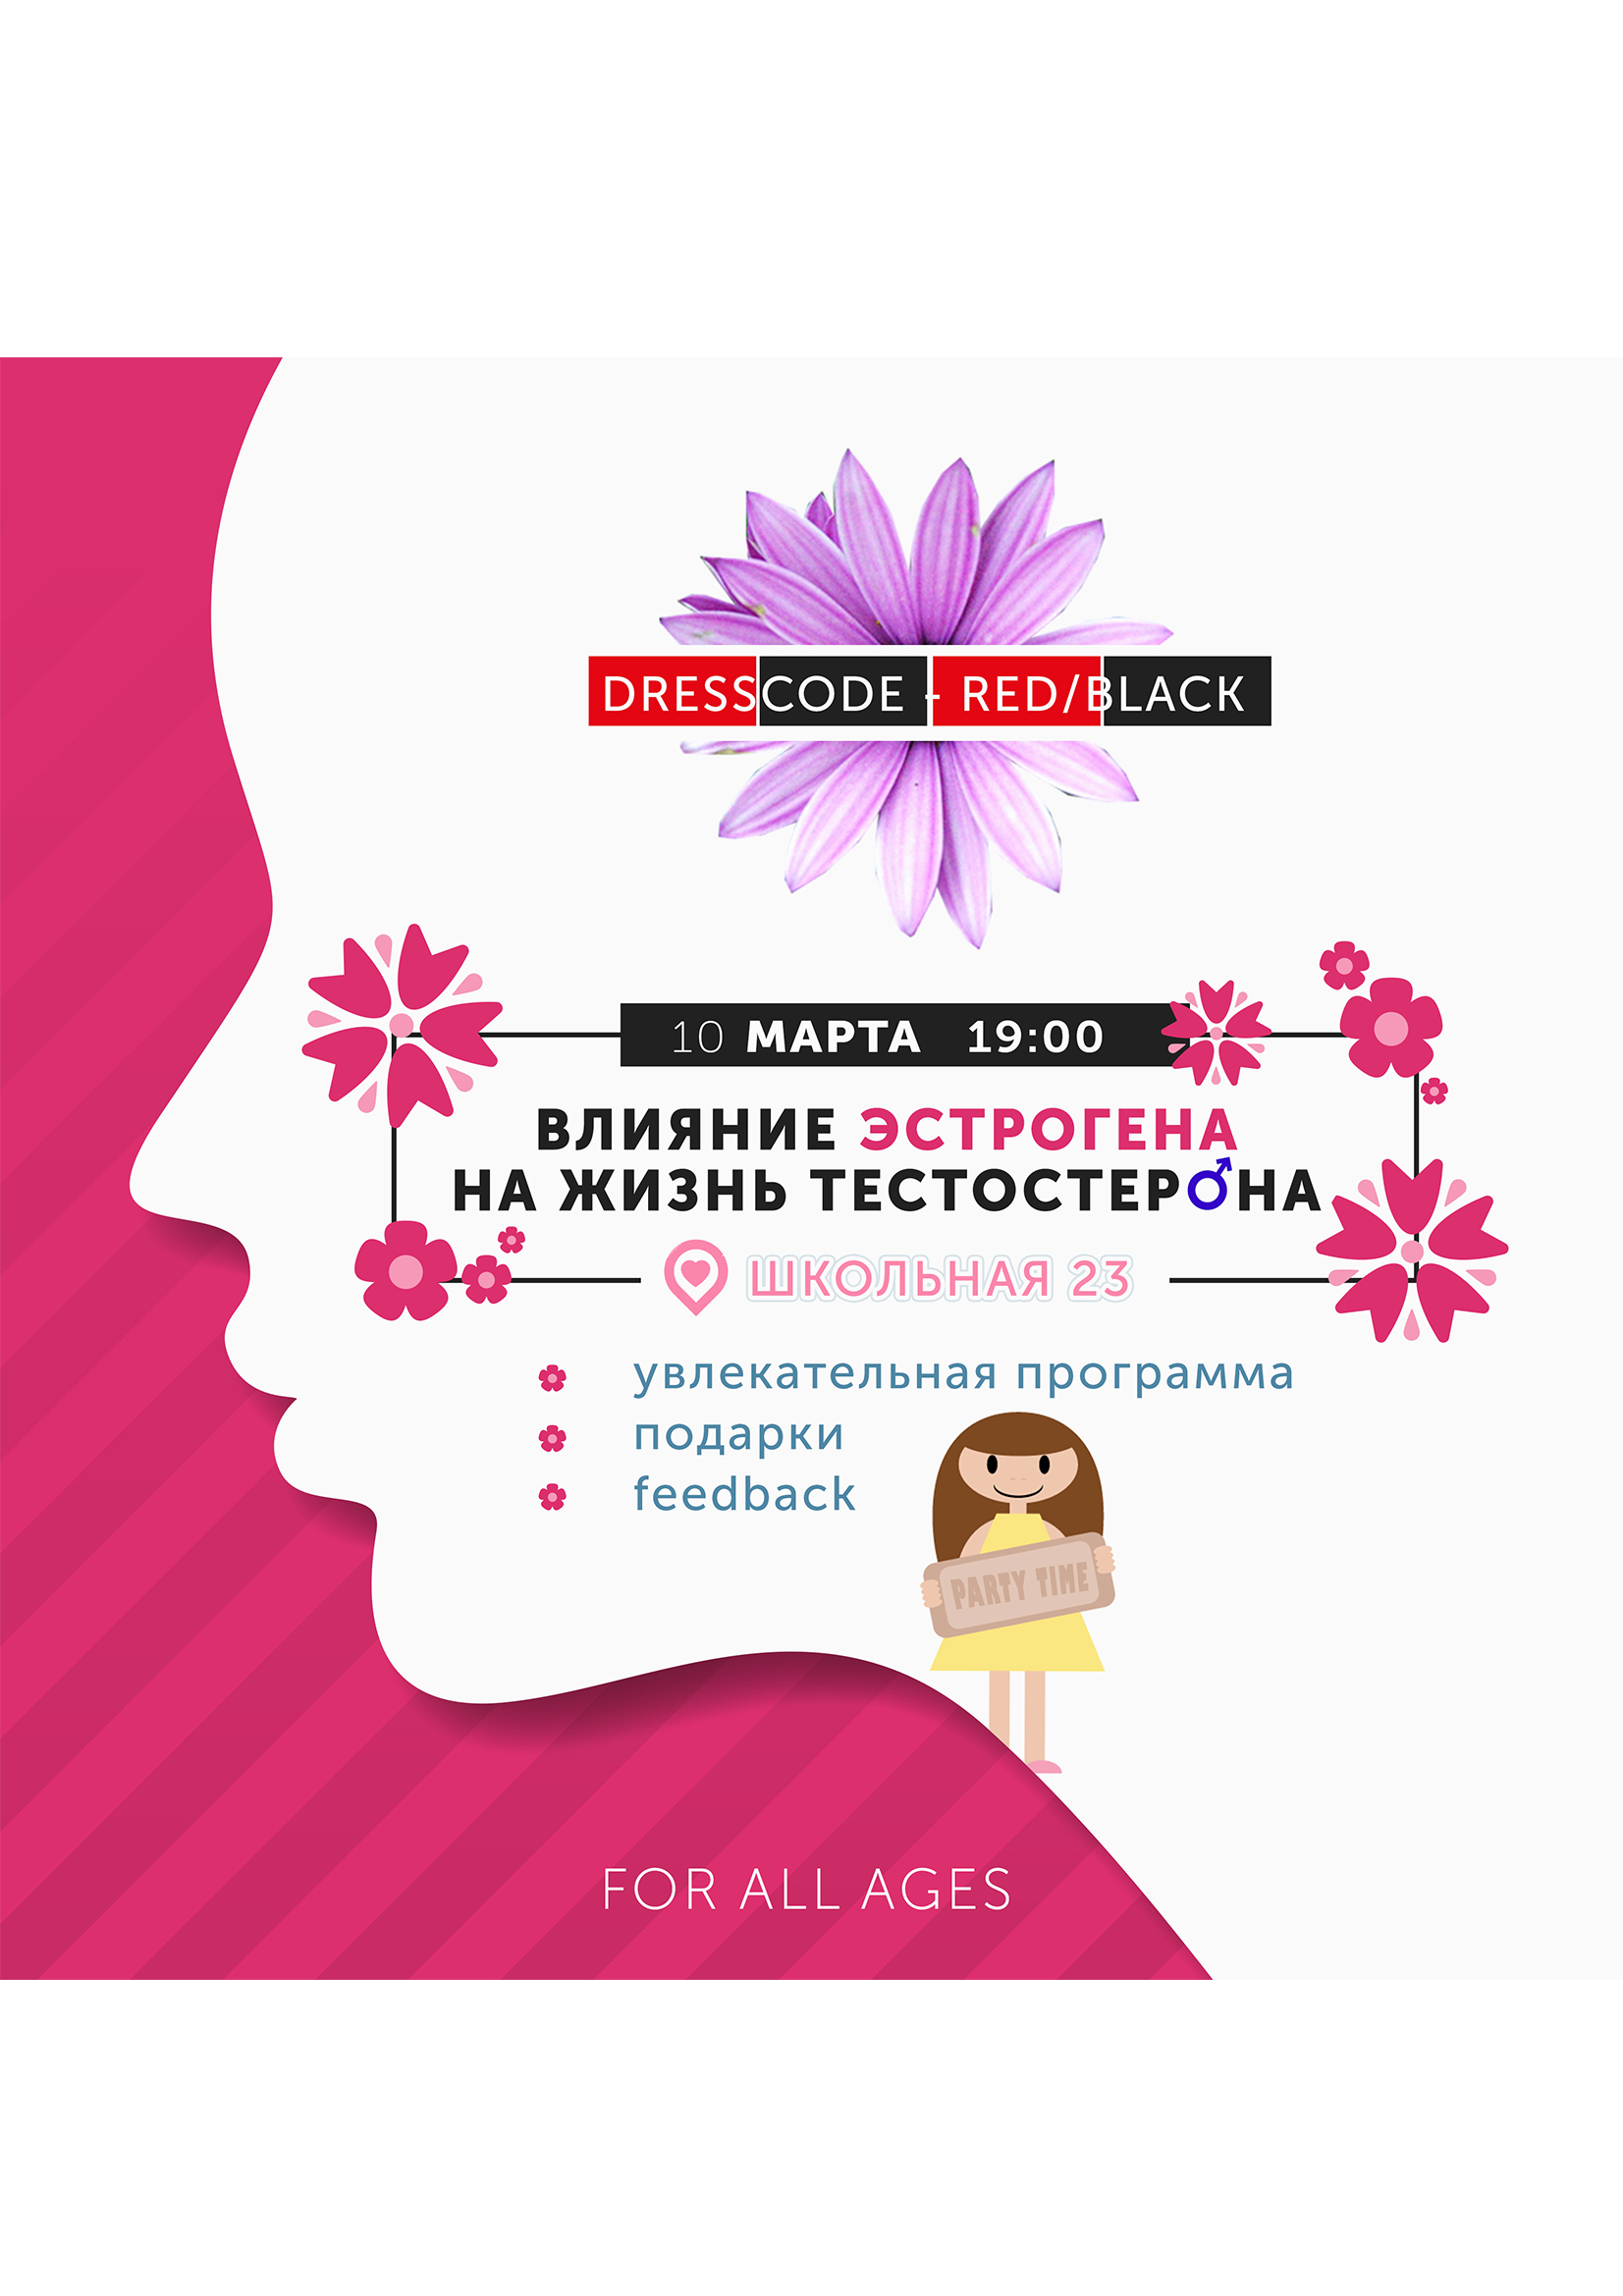 DRESSCODE - RED/BLACK
10 МАРТА 19:00
ВЛИЯНИЕ ЭСТРОГЕНА
НА ЖИЗНЬ ТЕСТОСТЕРОНА
ШКОЛЬНАЯ 23
увлекательная программа
подарки
feedback
PARTY TIME
FOR ALL AGES